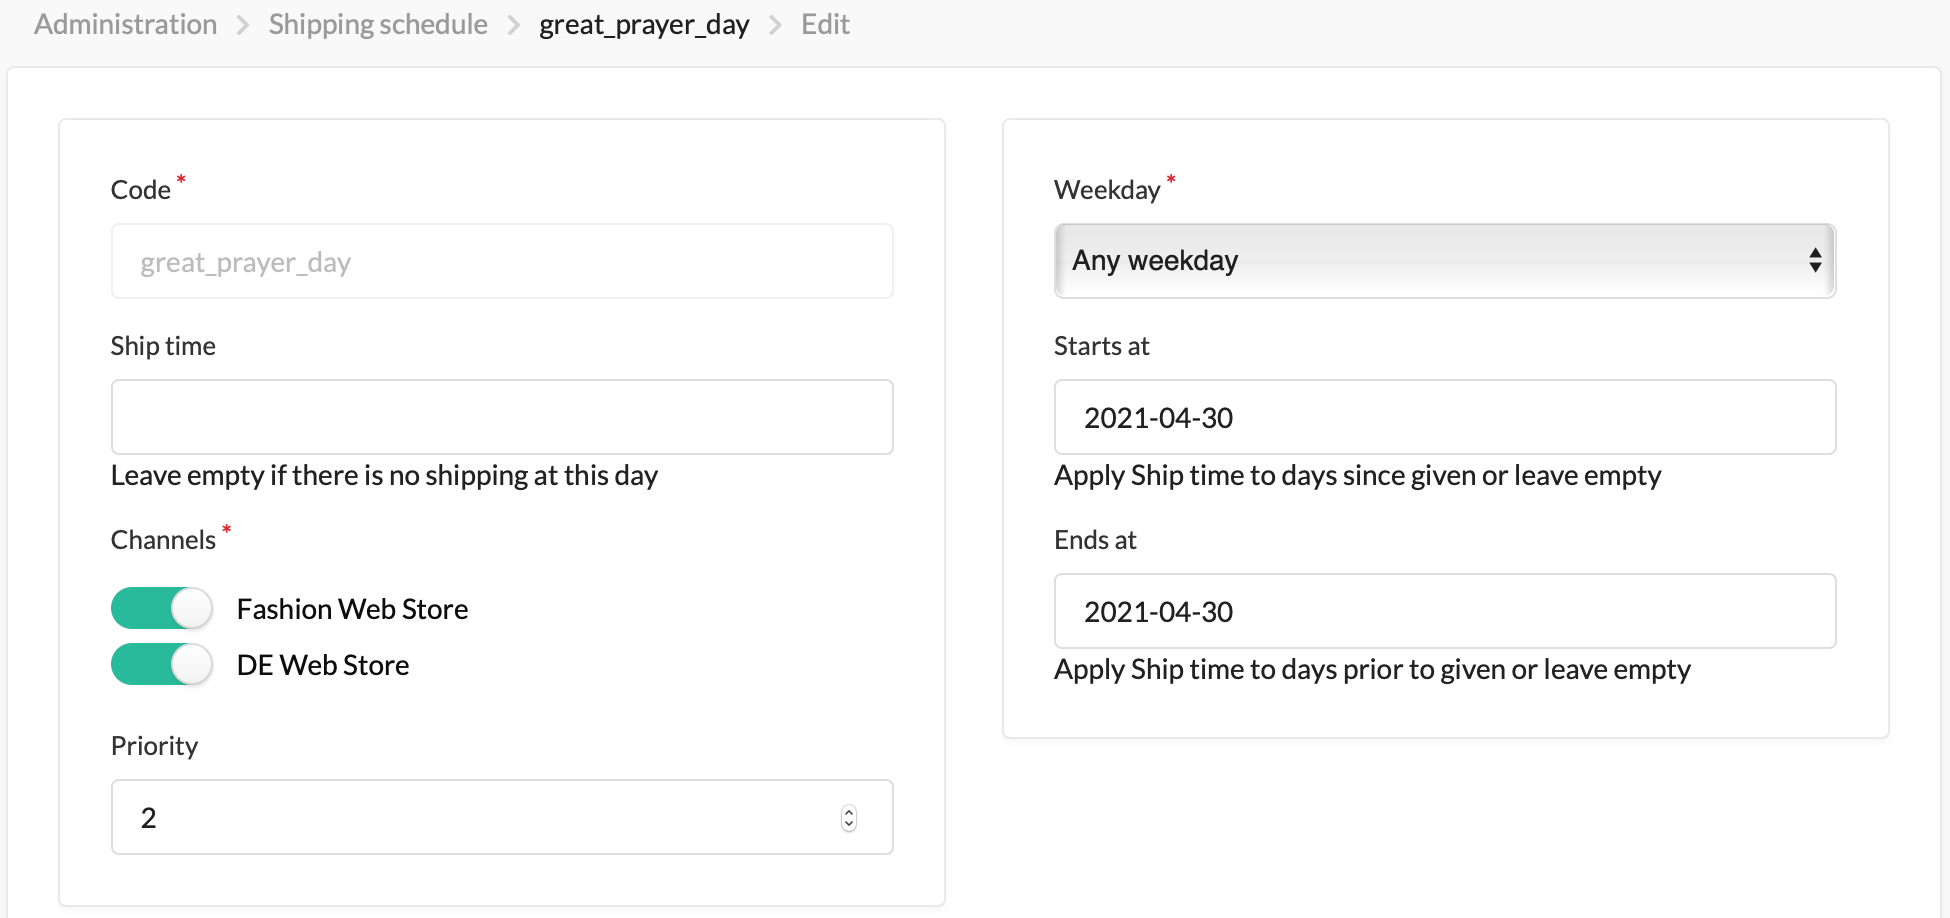 Administration > Shipping schedule > great_prayer_day > Edit
Code *
great_prayer_day
Ship time
Leave empty if there is no shipping at this day
Channels *
Fashion Web Store
DE Web Store
Priority
2
Weekday *
Any weekday
Starts at
2021-04-30
Apply Ship time to days since given or leave empty
Ends at
2021-04-30
Apply Ship time to days prior to given or leave empty